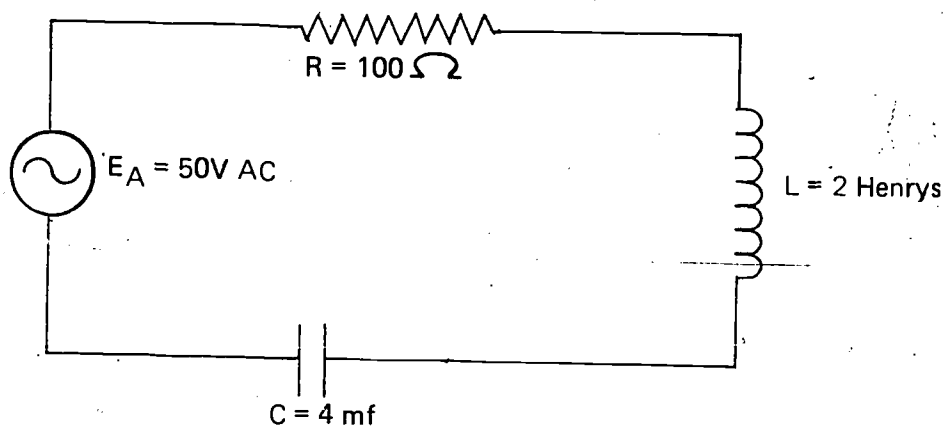 R = 100 Ω
E_A = 50V AC
L = 2 Henrys
C = 4 mf